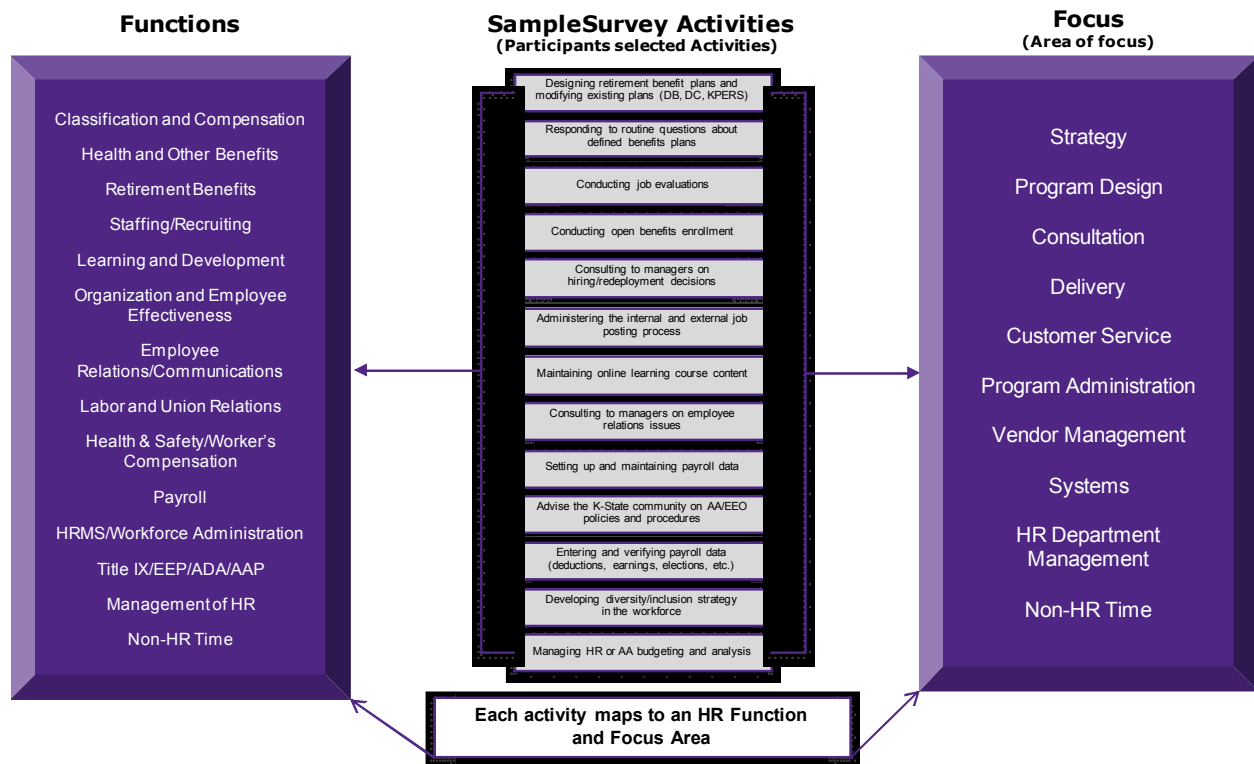 Functions
Classification and Compensation
Health and Other Benefits
Retirement Benefits
Staffing/Recruiting
Learning and Development
Organization and Employee
Effectiveness
Employee
Relations/Communications
Labor and Union Relations
Health & Safety/Worker's
Compensation
Payroll
HRMS/Workforce Administration
Title IX/EEP/ADA/AAP
Management of HR
Non-HR Time
SampleSurvey Activities
(Participants selected Activities)
Designing retirement benefit plans and
modifying existing plans (DB, DC, KPERS)
Responding to routine questions about
defined benefits plans
Conducting job evaluations
Conducting open benefits enrollment
Consulting to managers on
hiring/redeployment decisions
Administering the internal and external job
posting process
Maintaining online learning course content
Consulting to managers on employee
relations issues
Setting up and maintaining payroll data
Advise the K-State community on AA/EEO
policies and procedures
Entering and verifying payroll data
(deductions, earnings, elections, etc.)
Developing diversity/inclusion strategy
in the workforce
Managing HR or AA budgeting and analysis
Focus
(Area of focus)
Strategy
Program Design
Consultation
Delivery
Customer Service
Program Administration
Vendor Management
Systems
HR Department
Management
Non-HR Time
Each activity maps to an HR Function
and Focus Area